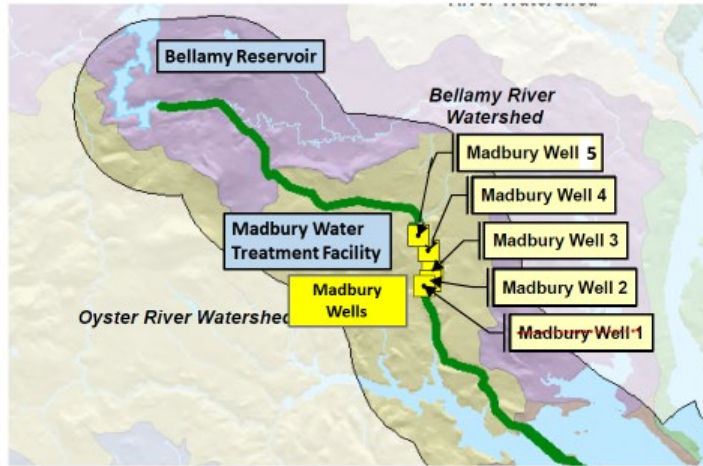 Bellamy Reservoir
Bellamy River
Watershed
Madbury Well 5
Madbury Well 4
Madbury Water
Treatment Facility
Madbury Well 3
Madbury Wells
Madbury Well 2
Oyster River Watershed
Madbury Well 1